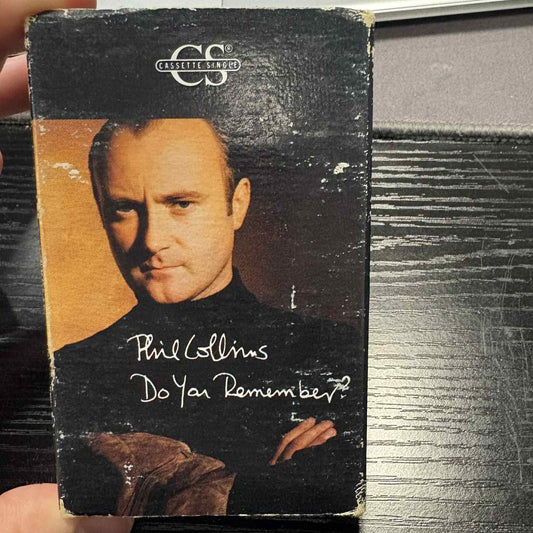 CS®
CASSETTE SINGLE
Phil Collins
Do You Remember?